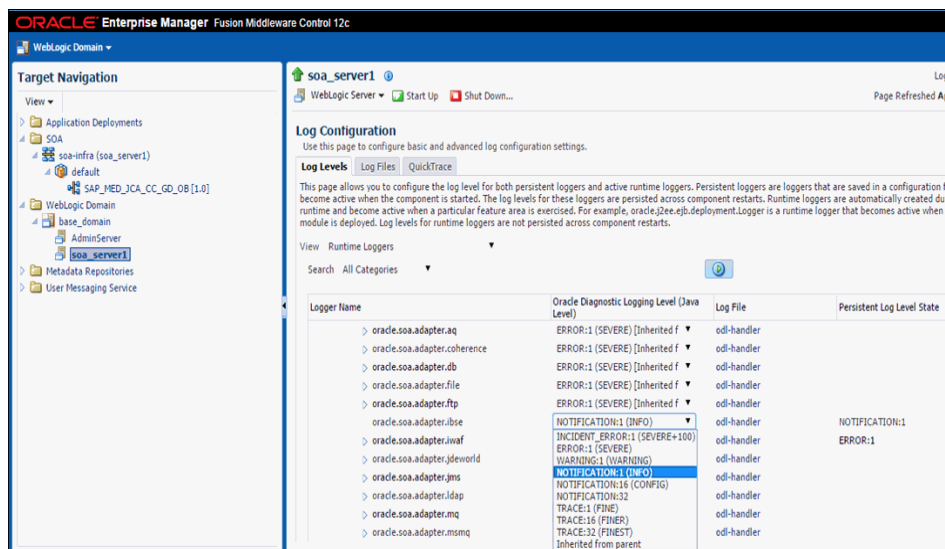 ORACLE Enterprise Manager Fusion Middleware Control 12c
WebLogic Domain
Target Navigation
View
Application Deployments
SOA
soa-infra (soa_server1)
default
SAP_MED_JCA_CC_GD_OB [1.0]
WebLogic Domain
base_domain
AdminServer
soa_server1
Metadata Repositories
User Messaging Service
soa_server1
Log
WebLogic Server Start Up Shut Down...
Page Refreshed A
Log Configuration
Use this page to configure basic and advanced log configuration settings.
Log Levels Log Files QuickTrace
This page allows you to configure the log level for both persistent loggers and active runtime loggers. Persistent loggers are loggers that are saved in a configuration f
become active when the component is started. The log levels for these loggers are persisted across component restarts. Runtime loggers are automatically created du
runtime and become active when a particular feature area is exercised. For example, oracle.j2ee.ejb.deployment.Logger is a runtime logger that becomes active when
module is deployed. Log levels for runtime loggers are not persisted across component restarts.
View Runtime Loggers
Search All Categories
Logger Name Oracle Diagnostic Logging Level (Java Level) Log File Persistent Log Level State
oracle.soa.adapter.aq ERROR:1 (SEVERE) [Inherited f odl-handler
oracle.soa.adapter.coherence ERROR:1 (SEVERE) [Inherited f odl-handler
oracle.soa.adapter.db ERROR:1 (SEVERE) [Inherited f odl-handler
oracle.soa.adapter.file ERROR:1 (SEVERE) [Inherited f odl-handler
oracle.soa.adapter.ftp ERROR:1 (SEVERE) [Inherited f odl-handler
oracle.soa.adapter.ibse NOTIFICATION:1 (INFO) odl-handler NOTIFICATION:1
oracle.soa.adapter.iwaf odl-handler ERROR:1
oracle.soa.adapter.jdeworld odl-handler
oracle.soa.adapter.jms odl-handler
oracle.soa.adapter.ldap odl-handler
oracle.soa.adapter.mq odl-handler
oracle.soa.adapter.msmq odl-handler
INCIDENT_ERROR:1 (SEVERE+100)
ERROR:1 (SEVERE)
WARNING:1 (WARNING)
NOTIFICATION:1 (INFO)
NOTIFICATION:16 (CONFIG)
NOTIFICATION:32
TRACE:1 (FINE)
TRACE:16 (FINER)
TRACE:32 (FINEST)
Inherited from parent